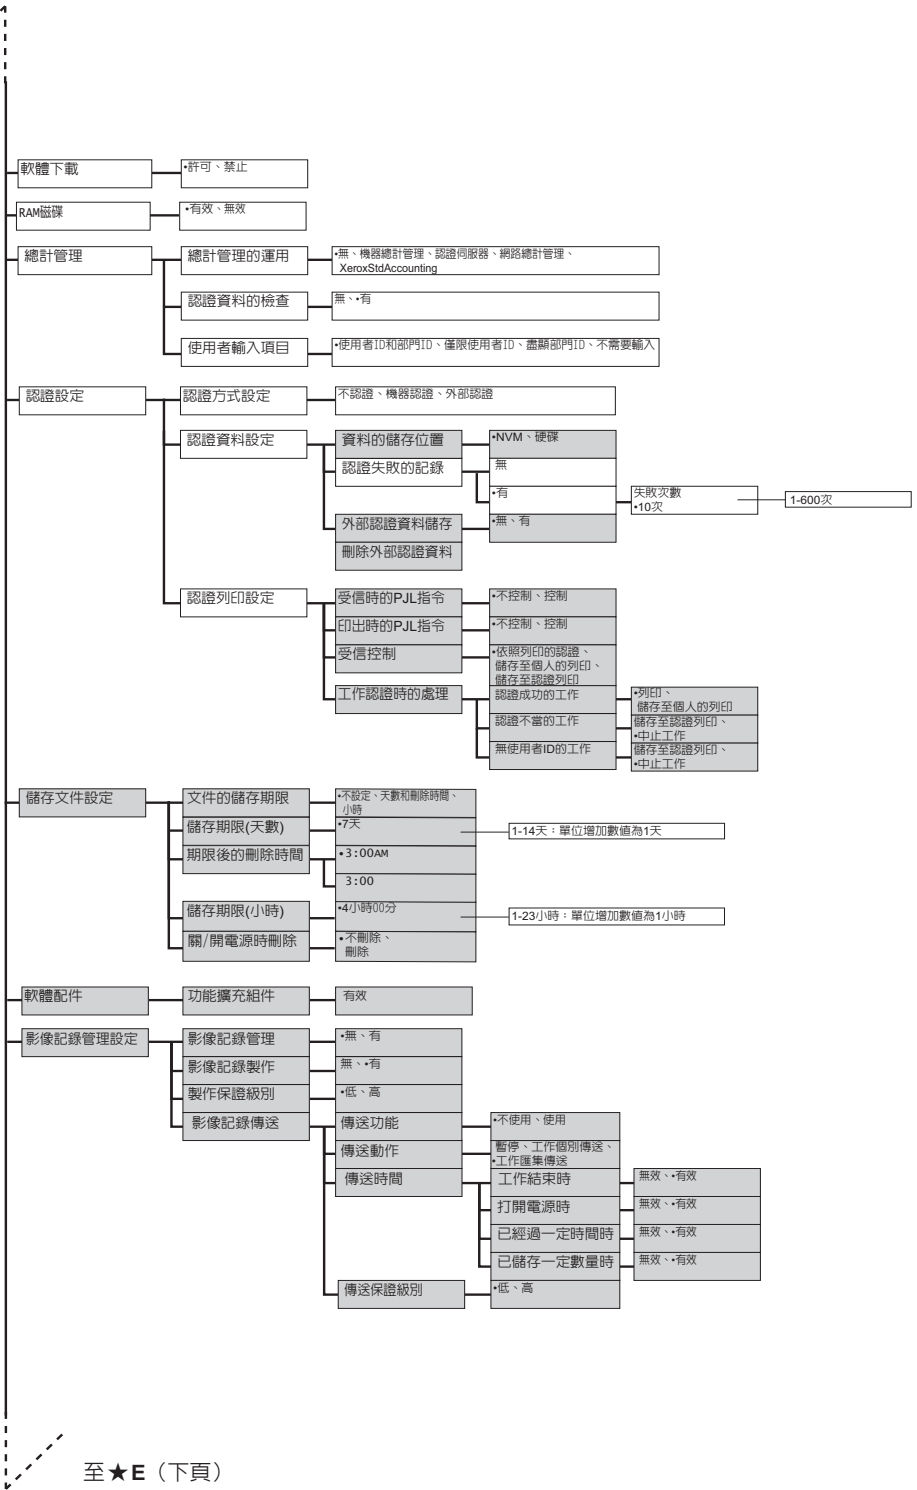 軟體下載
•許可、禁止
RAM磁碟
•有效、無效
總計管理
總計管理的運用
•無、機器總計管理、認證伺服器、網路總計管理、
XeroxStdAccounting
認證資料的檢查
無、•有
使用者輸入項目
•使用者ID和部門ID、僅限使用者ID、盡顯部門ID、不需要輸入
認證設定
認證方式設定
不認證、機器認證、外部認證
認證資料設定
資料的儲存位置
•NVM、硬碟
認證失敗的記錄
無
•有
失敗次數
•10次
1-600次
外部認證資料儲存
•無、有
刪除外部認證資料
認證列印設定
受信時的PJL指令
•不控制、控制
印出時的PJL指令
•不控制、控制
受信控制
•依照列印的認證、
儲存至個人的列印、
儲存至認證列印
工作認證時的處理
認證成功的工作
•列印、
儲存至個人的列印
認證不當的工作
儲存至認證列印、
•中止工作
無使用者ID的工作
儲存至認證列印、
•中止工作
儲存文件設定
文件的儲存期限
•不設定、天數和刪除時間、
小時
儲存期限(天數)
•7天
1-14天：單位增加數值為1天
期限後的刪除時間
•3:00AM
3:00
儲存期限(小時)
•4小時00分
1-23小時：單位增加數值為1小時
關/開電源時刪除
•不刪除、
刪除
軟體配件
功能擴充組件
有效
影像記錄管理設定
影像記錄管理
•無、有
影像記錄製作
無、•有
製作保證級別
•低、高
影像記錄傳送
傳送功能
•不使用、使用
傳送動作
暫停、工作個別傳送、
•工作匯集傳送
傳送時間
工作結束時
無效、•有效
打開電源時
無效、•有效
已經過一定時間時
無效、•有效
已儲存一定數量時
無效、•有效
傳送保證級別
•低、高
至★E（下頁）